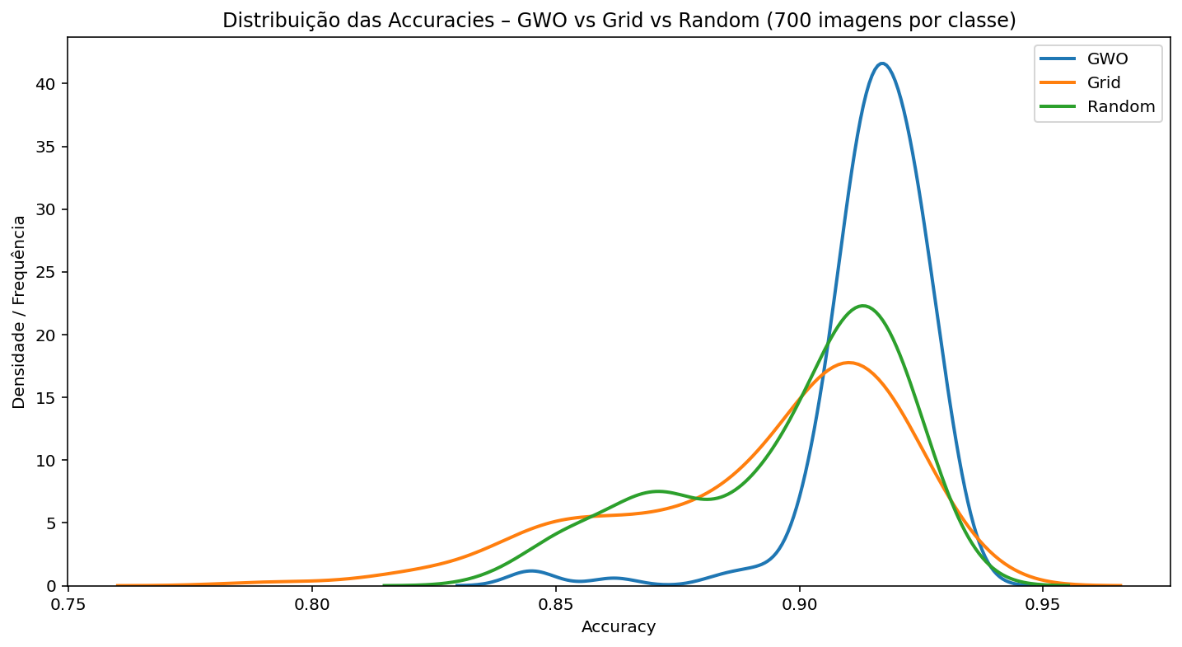 Distribuição das Accuracies – GWO vs Grid vs Random (700 imagens por classe)
GWO
Grid
Random
Densidade / Frequência
40
35
30
25
20
15
10
5
0
0.75
0.80
0.85
0.90
0.95
Accuracy